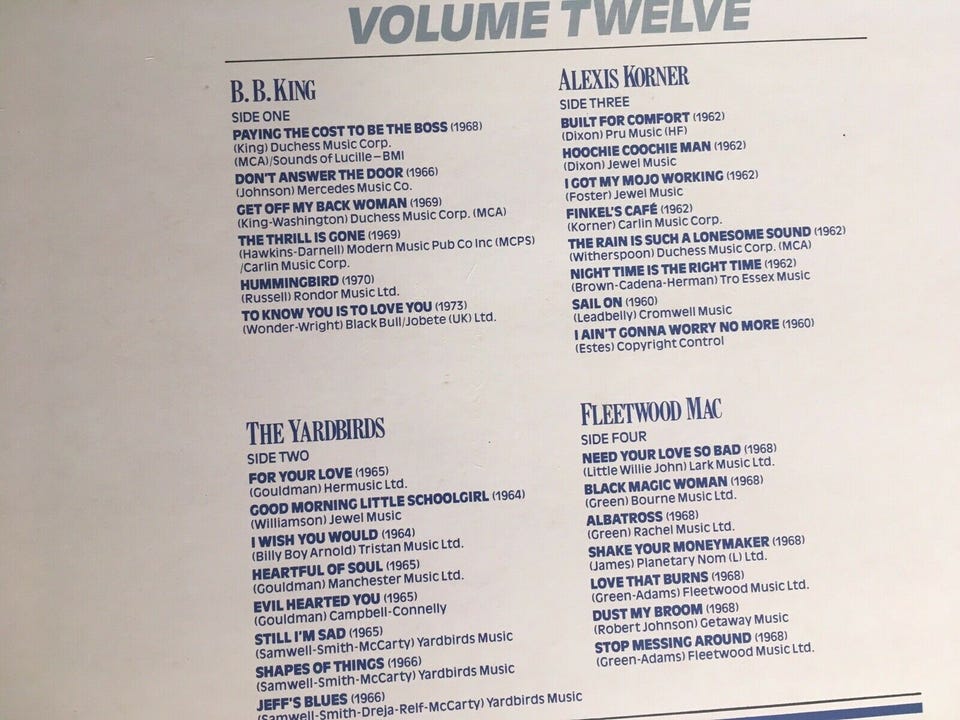 VOLUME TWELVE
B.B. KING
SIDE ONE
PAYING THE COST TO BE THE BOSS (1968)
(King) Duchess Music Corp.
(MCA)/Sounds of Lucille–BMI
DON'T ANSWER THE DOOR (1966)
(Johnson) Mercedes Music Co.
GET OFF MY BACK WOMAN (1969)
(King-Washington) Duchess Music Corp. (MCA)
THE THRILL IS GONE (1969)
(Hawkins-Darnell) Modern Music Pub Co Inc (MCPS)
/Carlin Music Corp.
HUMMINGBIRD (1970)
(Russell) Rondor Music Ltd.
TO KNOW YOU IS TO LOVE YOU (1973)
(Wonder-Wright) Black Bull/Jobete (UK) Ltd.
THE YARDBIRDS
SIDE TWO
FOR YOUR LOVE (1965)
(Gouldman) Hermusic Ltd.
GOOD MORNING LITTLE SCHOOLGIRL (1964)
(Williamson) Jewel Music
I WISH YOU WOULD (1964)
(Billy Boy Arnold) Tristan Music Ltd.
HEARTFUL OF SOUL (1965)
(Gouldman) Manchester Music Ltd.
EVIL HEARTED YOU (1965)
(Gouldman) Campbell-Connelly
STILL I'M SAD (1965)
(Samwell-Smith-McCarty) Yardbirds Music
SHAPES OF THINGS (1966)
(Samwell-Smith-McCarty) Yardbirds Music
JEFF'S BLUES (1966)
(Samwell-Smith-Dreja-Relf-McCarty) Yardbirds Music
ALEXIS KORNER
SIDE THREE
BUILT FOR COMFORT (1962)
(Dixon) Pru Music (HF)
HOOCHIE COOCHIE MAN (1962)
(Dixon) Jewel Music
I GOT MY MOJO WORKING (1962)
(Foster) Jewel Music
FINKEL'S CAFÉ (1962)
(Korner) Carlin Music Corp.
THE RAIN IS SUCH A LONESOME SOUND (1962)
(Witherspoon) Duchess Music Corp. (MCA)
NIGHT TIME IS THE RIGHT TIME (1962)
(Brown-Cadena-Herman) Tro Essex Music
SAIL ON (1960)
(Leadbelly) Cromwell Music
I AIN'T GONNA WORRY NO MORE (1960)
(Estes) Copyright Control
FLEETWOOD MAC
SIDE FOUR
NEED YOUR LOVE SO BAD (1968)
(Little Willie John) Lark Music Ltd.
BLACK MAGIC WOMAN (1968)
(Green) Bourne Music Ltd.
ALBATROSS (1968)
(Green) Rachel Music Ltd.
SHAKE YOUR MONEYMAKER (1968)
(James) Planetary Nom (L) Ltd.
LOVE THAT BURNS (1968)
(Green-Adams) Fleetwood Music Ltd.
DUST MY BROOM (1968)
(Robert Johnson) Getaway Music
STOP MESSING AROUND (1968)
(Green-Adams) Fleetwood Music Ltd.